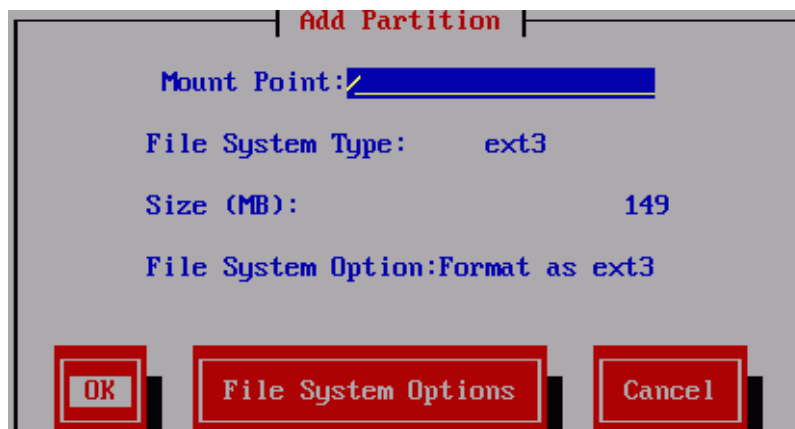 Add Partition
Mount Point:/
File System Type: ext3
Size (MB): 149
File System Option:Format as ext3
OK File System Options Cancel